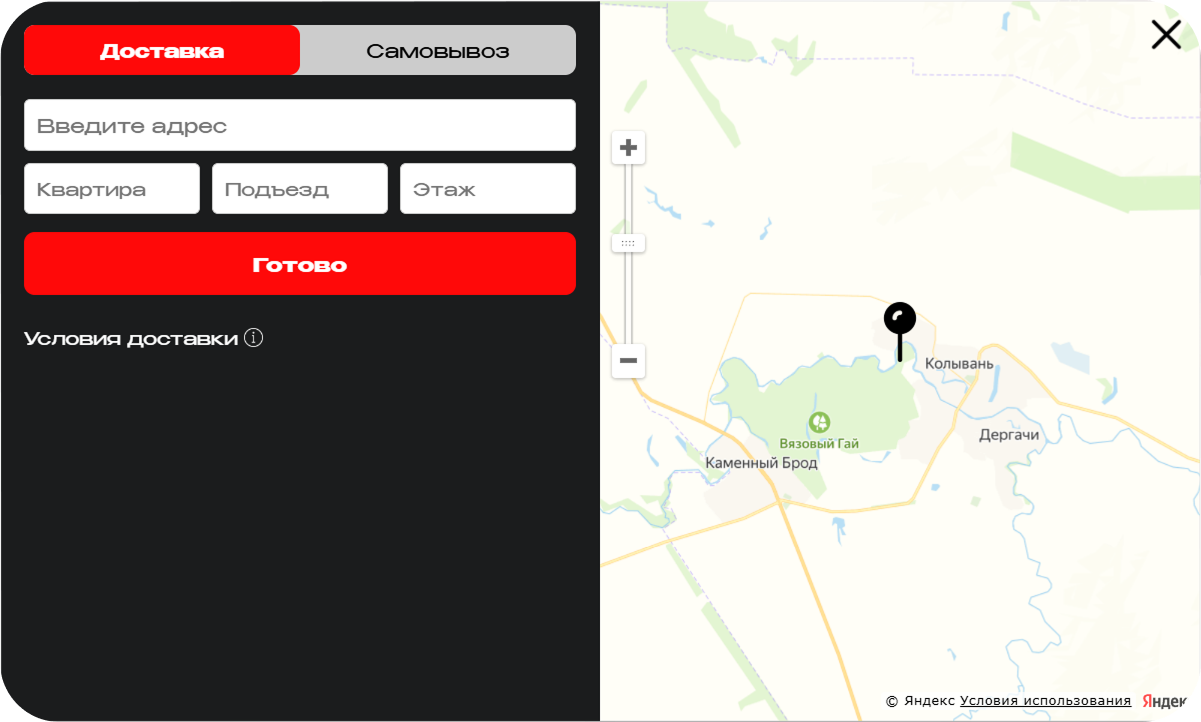 Доставка Самовывоз
Введите адрес
Квартира Подъезд Этаж
Готово
Условия доставки
Колывань
Дергачи
Вязовый Гай
Каменный Брод
© Яндекс Условия использования Яндекс